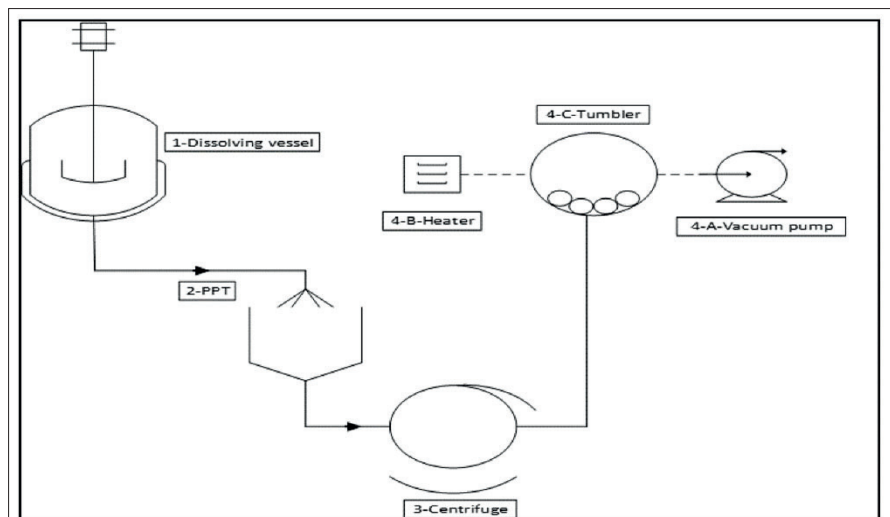 4-C-Tumbler
1-Dissolving vessel
4-B-Heater
4-A-Vacuum pump
2-PPT
3-Centrifuge